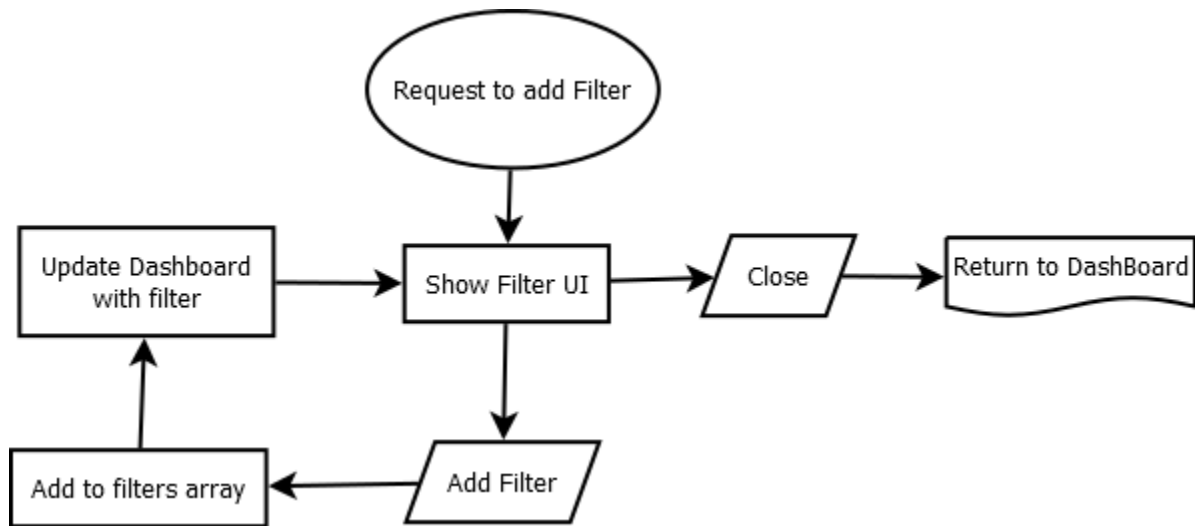 Request to add Filter
Update Dashboard
with filter
Show Filter UI
Close
Return to DashBoard
Add to filters array
Add Filter